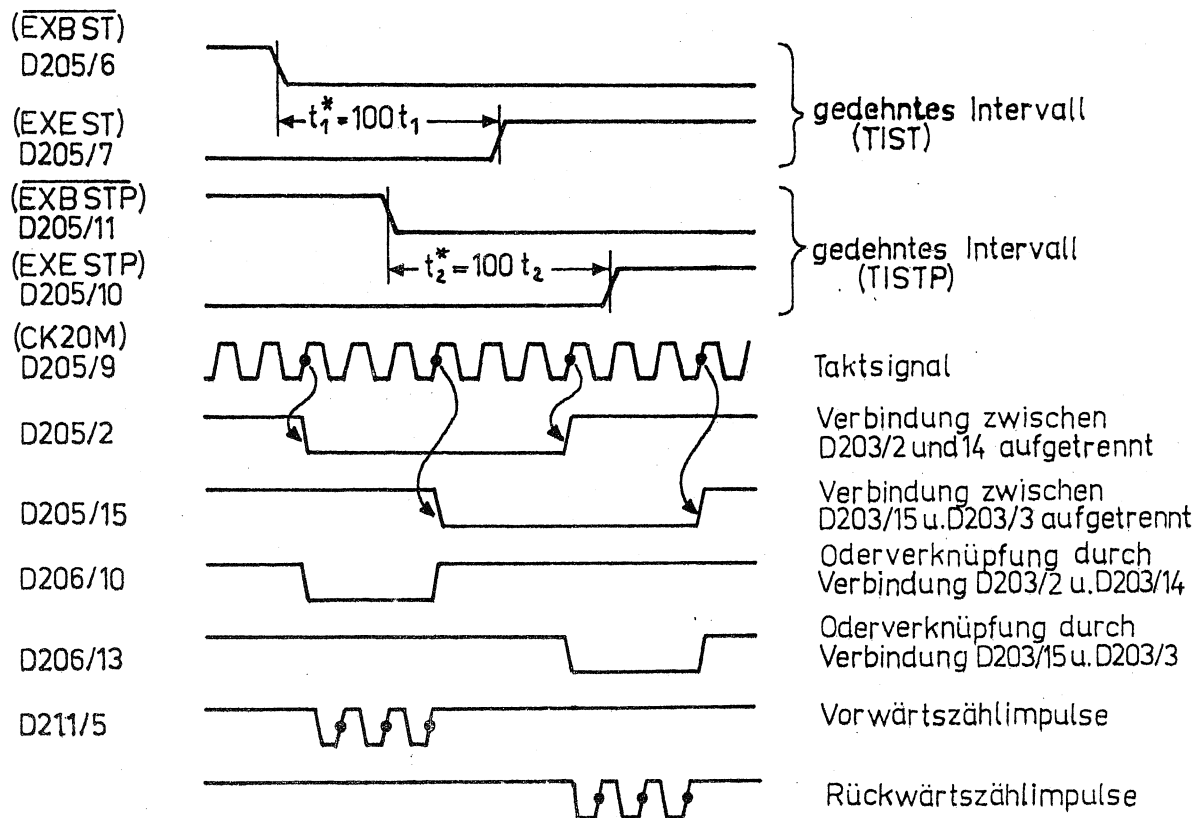 (EXBST)
D205/6
t₁* = 100 t₁
(EXEST)
D205/7
gedehntes Intervall
(TIST)
(EXBSTP)
D205/11
t₂* = 100 t₂
(EXESTP)
D205/10
gedehntes Intervall
(TISTP)
(CK20M)
D205/9
Taktsignal
D205/2
Verbindung zwischen
D203/2 und 14 aufgetrennt
D205/15
Verbindung zwischen
D203/15 u. D203/3 aufgetrennt
D206/10
Oderverknüpfung durch
Verbindung D203/2 u. D203/14
D206/13
Oderverknüpfung durch
Verbindung D203/15 u. D203/3
D211/5
Vorwärtszählimpulse
Rückwärtszählimpulse